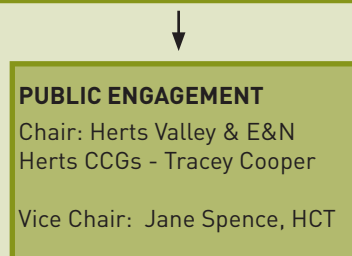 PUBLIC ENGAGEMENT
Chair: Herts Valley & E&N
Herts CCGs - Tracey Cooper
Vice Chair: Jane Spence, HCT